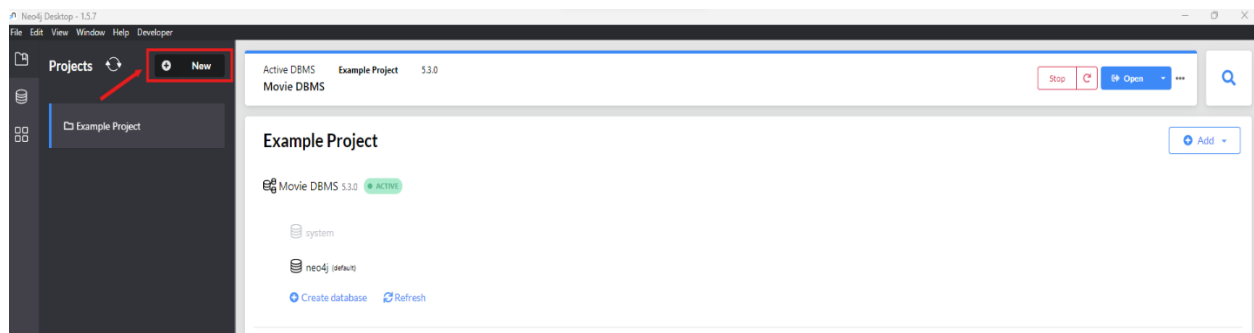 Neo4j Desktop - 1.5.7
File Edit View Window Help Developer
Projects
New
Example Project
Active DBMS Example Project 5.3.0
Movie DBMS
Stop
Open
Example Project
Add
Movie DBMS 5.3.0 ACTIVE
system
neo4j (default)
Create database Refresh